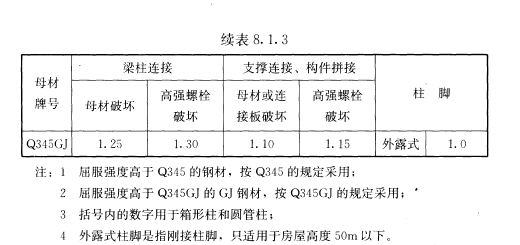 续表 8.1.3
母材牌号 梁柱连接 支撑连接、构件拼接 柱 脚
母材破坏 高强螺栓破坏 母材或连接板破坏 高强螺栓破坏
Q345GJ 1.25 1.30 1.10 1.15 外露式 1.0
注：1 屈服强度高于 Q345 的钢材，按 Q345 的规定采用；
2 屈服强度高于 Q345GJ 的 GJ 钢材，按 Q345GJ 的规定采用；
3 括号内的数字用于箱形柱和圆管柱；
4 外露式柱脚是指刚接柱脚，只适用于房屋高度 50m 以下。